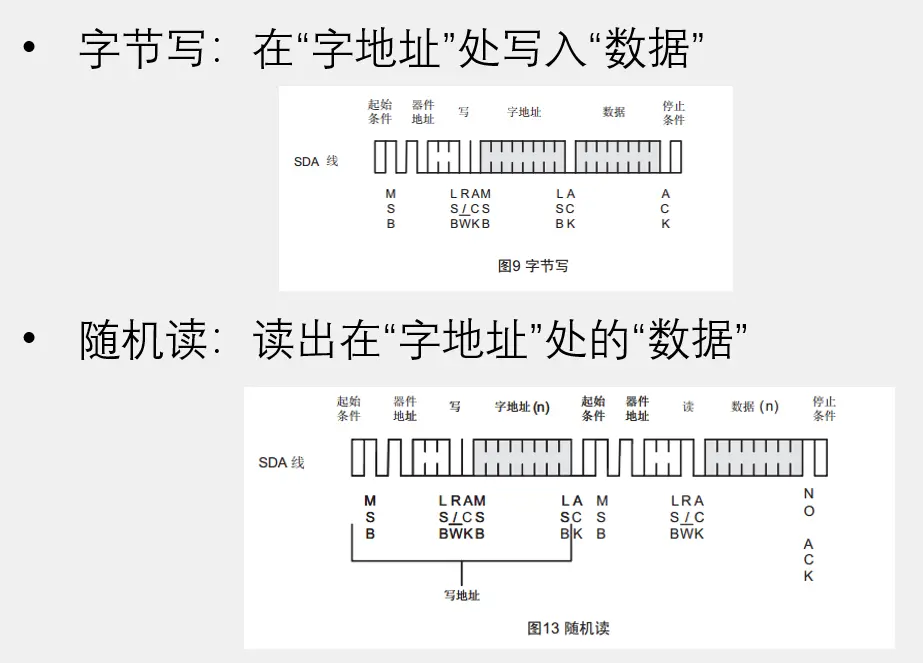 • 字节写：在“字地址”处写入“数据”
起始 器件 写 字地址 数据 停止
条件 地址 条件
SDA 线
M L R A M L A A
S S / C S S C C
B B W K B B K K
图9 字节写
• 随机读：读出在“字地址”处的“数据”
起始 器件 写 字地址(n) 起始 器件 读 数据 (n) 停止
条件 地址 条件 地址 条件
SDA 线
M L R A M L A M L R A N
S S / C S S C S S / C O
B B W K B B K B B W K
A
C
K
写地址
图13 随机读